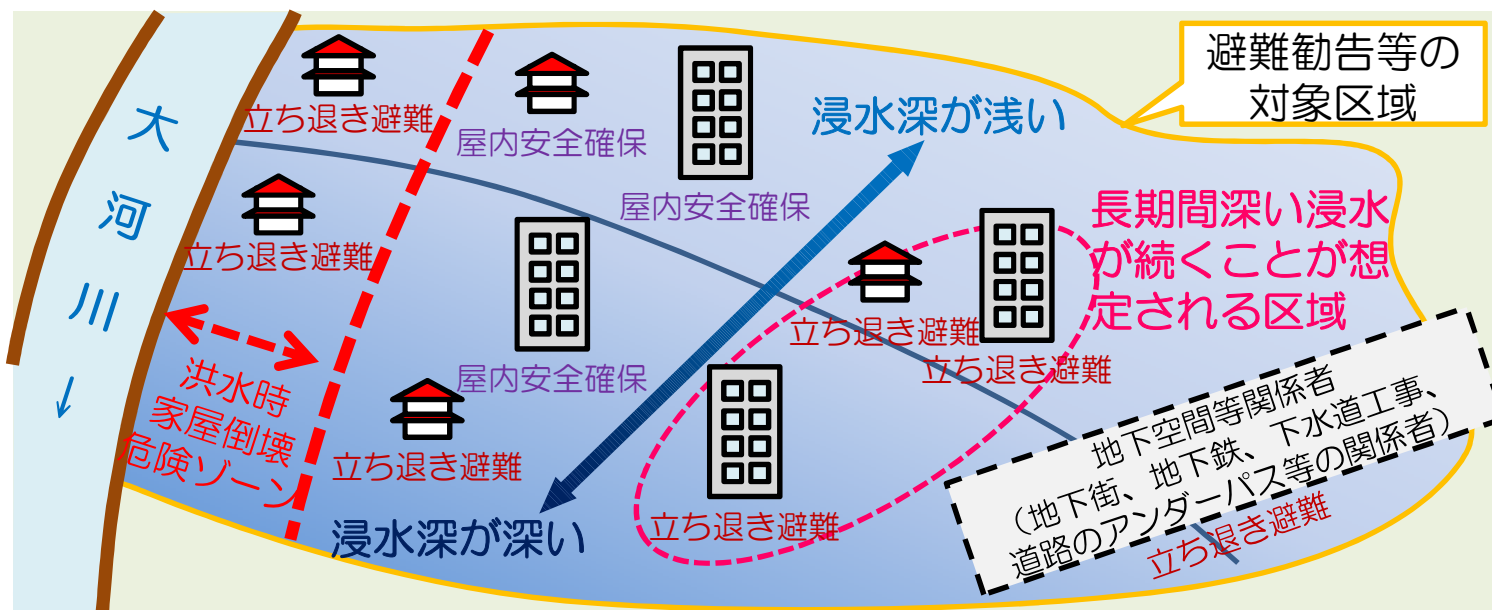 避難勧告等の
対象区域
大河川
←
立ち退き避難
屋内安全確保
浸水深が浅い
屋内安全確保
立ち退き避難
長期間深い浸水
が続くことが想
定される区域
立ち退き避難
立ち退き避難
屋内安全確保
洪水時
家屋倒壊
危険ゾーン
立ち退き避難
浸水深が深い
立ち退き避難
地下空間等関係者
（地下街、地下鉄、下水道工事、
道路のアンダーパス等の関係者）
立ち退き避難